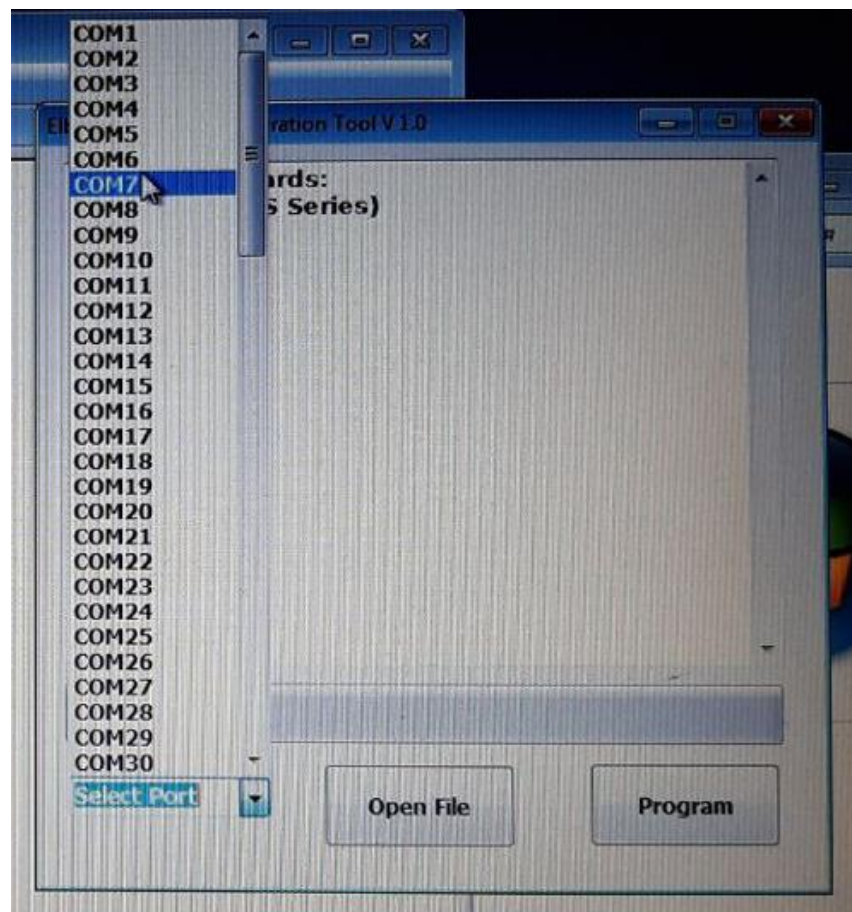 COM1
COM2
COM3
COM4
COM5
COM6
COM7
COM8
COM9
COM10
COM11
COM12
COM13
COM14
COM15
COM16
COM17
COM18
COM19
COM20
COM21
COM22
COM23
COM24
COM25
COM26
COM27
COM28
COM29
COM30
Select Port
ration Tool V 1.0
ards:
S Series)
Open File
Program